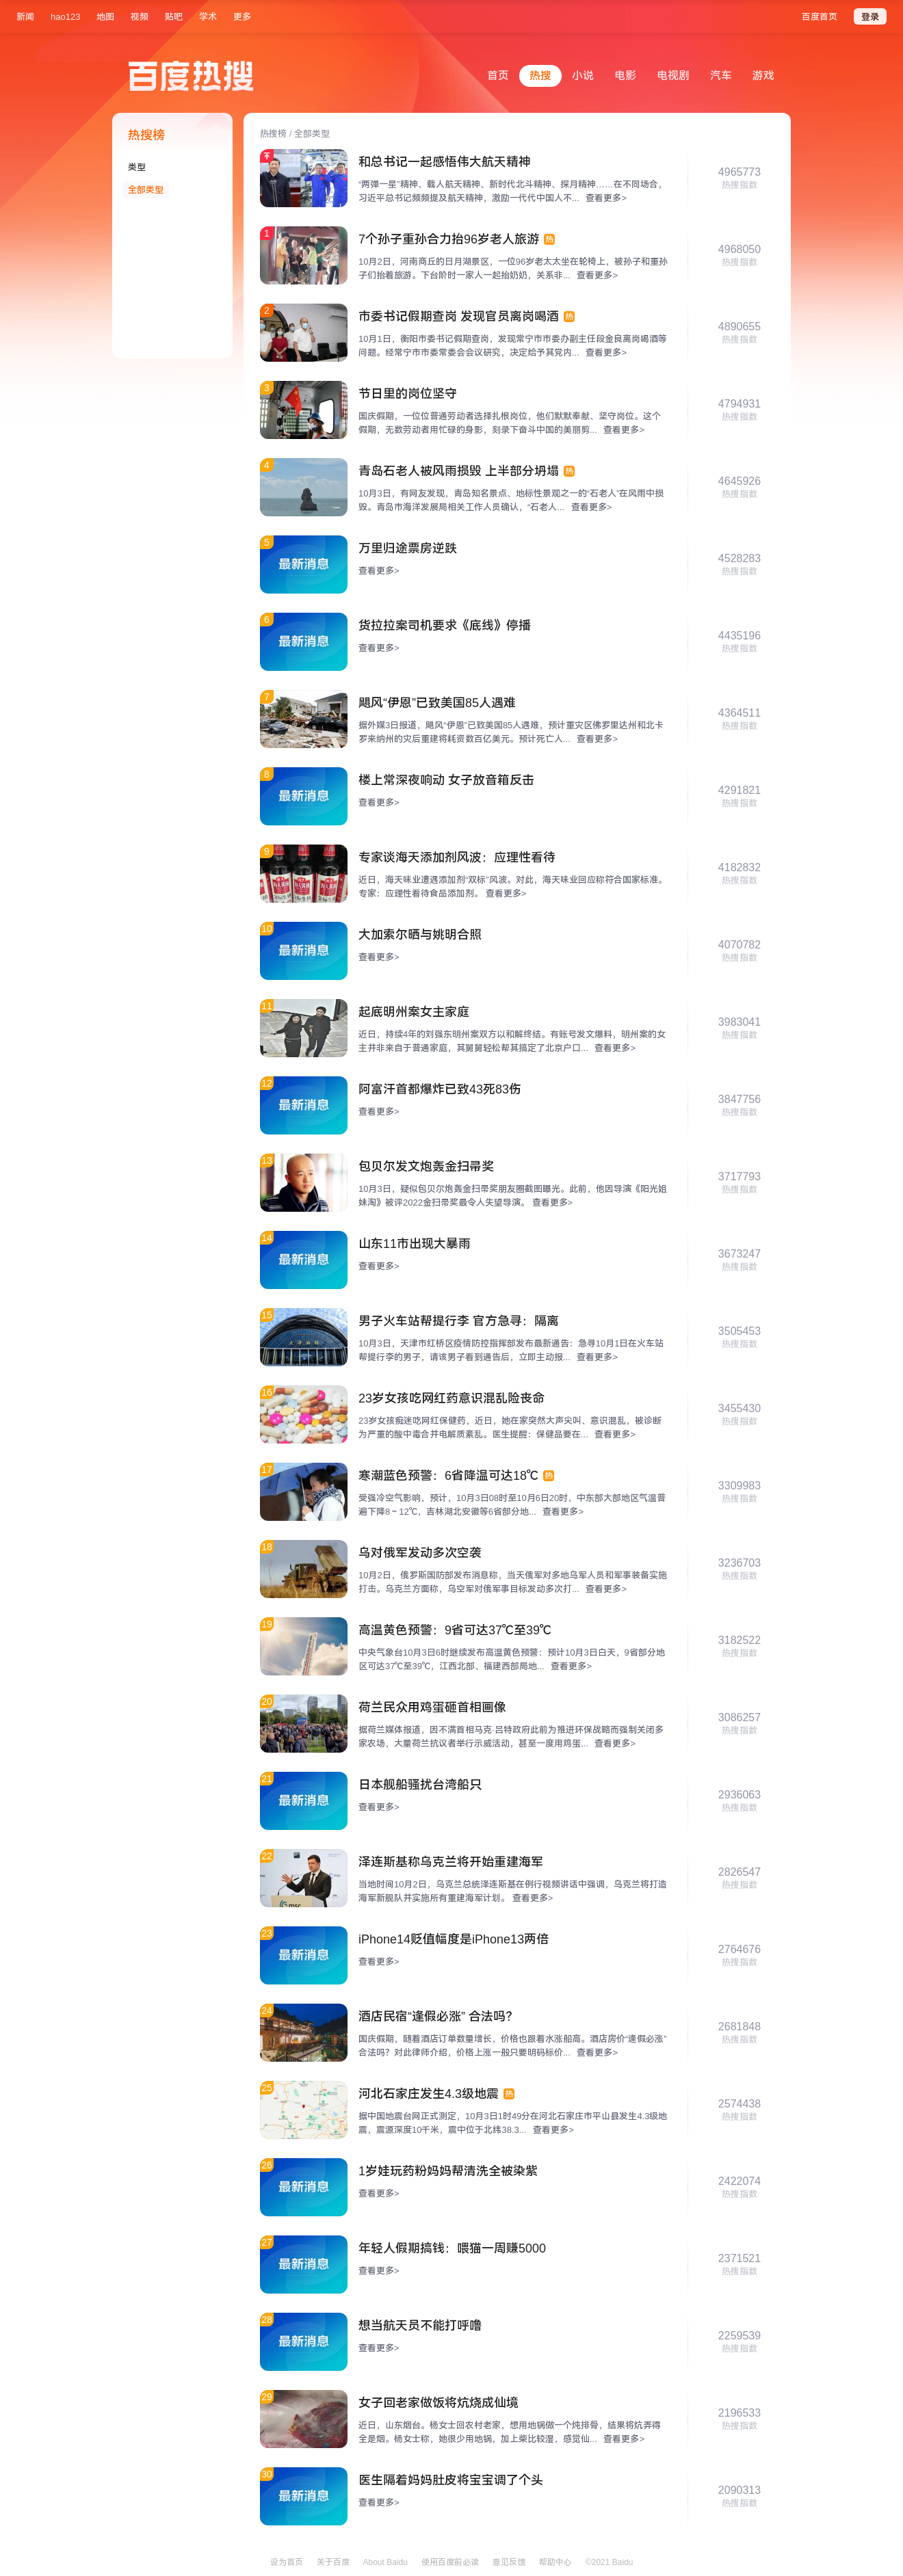 新闻 hao123 地图 视频 贴吧 学术 更多 百度首页 登录
百度热搜
首页 热搜 小说 电影 电视剧 汽车 游戏
热搜榜
类型
全部类型
热搜榜 / 全部类型
和总书记一起感悟伟大航天精神
“两弹一星”精神、载人航天精神、新时代北斗精神、探月精神……在不同场合，
习近平总书记频频提及航天精神，激励一代代中国人不... 查看更多>
4965773
热搜指数
1
7个孙子重孙合力抬96岁老人旅游 热
10月2日，河南商丘的日月湖景区，一位96岁老太太坐在轮椅上，被孙子和重孙
子们抬着旅游。下台阶时一家人一起抬奶奶，关系非... 查看更多>
4968050
热搜指数
2
市委书记假期查岗 发现官员离岗喝酒 热
10月1日，衡阳市委书记假期查岗，发现常宁市市委办副主任段金良离岗喝酒等
问题。经常宁市市委常委会会议研究，决定给予其党内... 查看更多>
4890655
热搜指数
3
节日里的岗位坚守
国庆假期，一位位普通劳动者选择扎根岗位，他们默默奉献、坚守岗位。这个
假期，无数劳动者用忙碌的身影，刻录下奋斗中国的美丽剪... 查看更多>
4794931
热搜指数
4
青岛石老人被风雨损毁 上半部分坍塌 热
10月3日，有网友发现，青岛知名景点、地标性景观之一的“石老人”在风雨中损
毁。青岛市海洋发展局相关工作人员确认，“石老人... 查看更多>
4645926
热搜指数
5
最新消息
万里归途票房逆跌
查看更多>
4528283
热搜指数
6
最新消息
货拉拉案司机要求《底线》停播
查看更多>
4435196
热搜指数
7
飓风“伊恩”已致美国85人遇难
据外媒3日报道，飓风“伊恩”已致美国85人遇难，预计重灾区佛罗里达州和北卡
罗来纳州的灾后重建将耗资数百亿美元。预计死亡人... 查看更多>
4364511
热搜指数
8
最新消息
楼上常深夜响动 女子放音箱反击
查看更多>
4291821
热搜指数
9
专家谈海天添加剂风波：应理性看待
近日，海天味业遭遇添加剂“双标”风波。对此，海天味业回应称符合国家标准。
专家：应理性看待食品添加剂。 查看更多>
4182832
热搜指数
10
最新消息
大加索尔晒与姚明合照
查看更多>
4070782
热搜指数
11
起底明州案女主家庭
近日，持续4年的刘强东明州案双方以和解终结。有账号发文爆料，明州案的女
主并非来自于普通家庭，其舅舅轻松帮其搞定了北京户口... 查看更多>
3983041
热搜指数
12
最新消息
阿富汗首都爆炸已致43死83伤
查看更多>
3847756
热搜指数
13
包贝尔发文炮轰金扫帚奖
10月3日，疑似包贝尔炮轰金扫帚奖朋友圈截图曝光。此前，他因导演《阳光姐
妹淘》被评2022金扫帚奖最令人失望导演。 查看更多>
3717793
热搜指数
14
最新消息
山东11市出现大暴雨
查看更多>
3673247
热搜指数
15
男子火车站帮提行李 官方急寻：隔离
10月3日，天津市红桥区疫情防控指挥部发布最新通告：急寻10月1日在火车站
帮提行李的男子，请该男子看到通告后，立即主动报... 查看更多>
3505453
热搜指数
16
23岁女孩吃网红药意识混乱险丧命
23岁女孩痴迷吃网红保健药，近日，她在家突然大声尖叫、意识混乱，被诊断
为严重的酸中毒合并电解质紊乱。医生提醒：保健品要在... 查看更多>
3455430
热搜指数
17
寒潮蓝色预警：6省降温可达18℃ 热
受强冷空气影响，预计，10月3日08时至10月6日20时，中东部大部地区气温普
遍下降8～12℃，吉林湖北安徽等6省部分地... 查看更多>
3309983
热搜指数
18
乌对俄军发动多次空袭
10月2日，俄罗斯国防部发布消息称，当天俄军对多地乌军人员和军事装备实施
打击。乌克兰方面称，乌空军对俄军事目标发动多次打... 查看更多>
3236703
热搜指数
19
高温黄色预警：9省可达37℃至39℃
中央气象台10月3日6时继续发布高温黄色预警：预计10月3日白天，9省部分地
区可达37℃至39℃，江西北部、福建西部局地... 查看更多>
3182522
热搜指数
20
荷兰民众用鸡蛋砸首相画像
据荷兰媒体报道，因不满首相马克·吕特政府此前为推进环保战略而强制关闭多
家农场，大量荷兰抗议者举行示威活动，甚至一度用鸡蛋... 查看更多>
3086257
热搜指数
21
最新消息
日本舰船骚扰台湾船只
查看更多>
2936063
热搜指数
22
泽连斯基称乌克兰将开始重建海军
当地时间10月2日，乌克兰总统泽连斯基在例行视频讲话中强调，乌克兰将打造
海军新舰队并实施所有重建海军计划。 查看更多>
2826547
热搜指数
23
最新消息
iPhone14贬值幅度是iPhone13两倍
查看更多>
2764676
热搜指数
24
酒店民宿“逢假必涨” 合法吗?
国庆假期，随着酒店订单数量增长，价格也跟着水涨船高。酒店房价“逢假必涨”
合法吗？对此律师介绍，价格上涨一般只要明码标价... 查看更多>
2681848
热搜指数
25
河北石家庄发生4.3级地震 热
据中国地震台网正式测定，10月3日1时49分在河北石家庄市平山县发生4.3级地
震，震源深度10千米，震中位于北纬38.3... 查看更多>
2574438
热搜指数
26
最新消息
1岁娃玩药粉妈妈帮清洗全被染紫
查看更多>
2422074
热搜指数
27
最新消息
年轻人假期搞钱：喂猫一周赚5000
查看更多>
2371521
热搜指数
28
最新消息
想当航天员不能打呼噜
查看更多>
2259539
热搜指数
29
女子回老家做饭将炕烧成仙境
近日，山东烟台。杨女士回农村老家，想用地锅做一个炖排骨，结果将炕弄得
全是烟。杨女士称，她很少用地锅，加上柴比较湿，感觉仙... 查看更多>
2196533
热搜指数
30
最新消息
医生隔着妈妈肚皮将宝宝调了个头
查看更多>
2090313
热搜指数
设为首页 关于百度 About Baidu 使用百度前必读 意见反馈 帮助中心 ©2021 Baidu